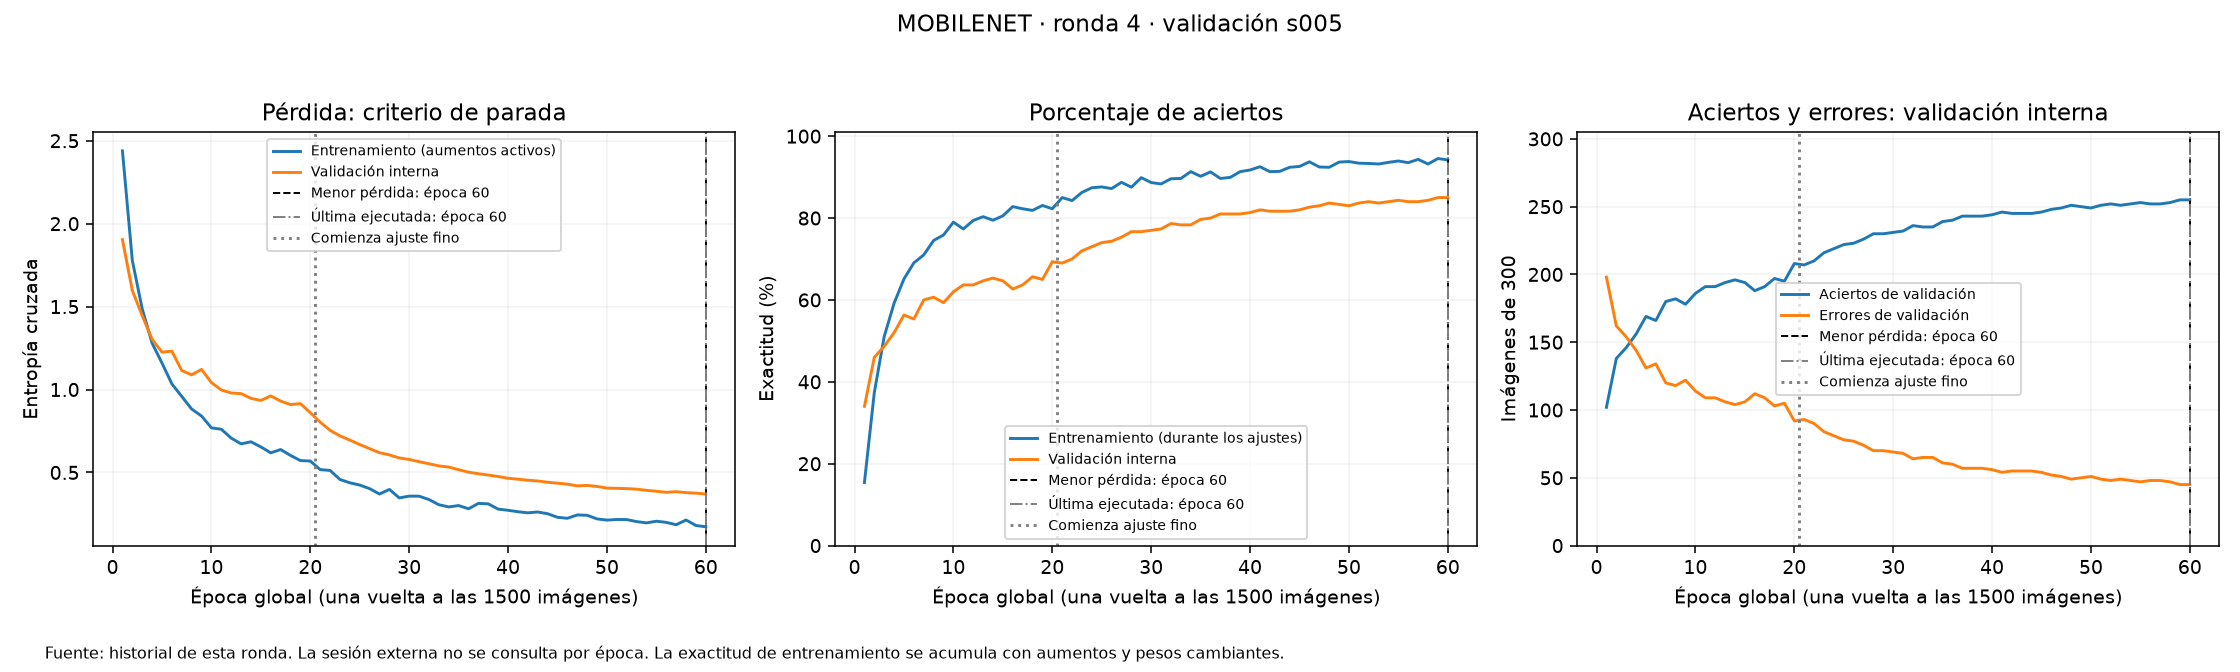 MOBILENET · ronda 4 · validación s005
Pérdida: criterio de parada
Entropía cruzada
2.5
2.0
1.5
1.0
0.5
Entrenamiento (aumentos activos)
Validación interna
Menor pérdida: época 60
Última ejecutada: época 60
Comienza ajuste fino
0 10 20 30 40 50 60
Época global (una vuelta a las 1500 imágenes)
Porcentaje de aciertos
Exactitud (%)
100
80
60
40
20
0
Entrenamiento (durante los ajustes)
Validación interna
Menor pérdida: época 60
Última ejecutada: época 60
Comienza ajuste fino
0 10 20 30 40 50 60
Época global (una vuelta a las 1500 imágenes)
Aciertos y errores: validación interna
Imágenes de 300
300
250
200
150
100
50
0
Aciertos de validación
Errores de validación
Menor pérdida: época 60
Última ejecutada: época 60
Comienza ajuste fino
0 10 20 30 40 50 60
Época global (una vuelta a las 1500 imágenes)
Fuente: historial de esta ronda. La sesión externa no se consulta por época. La exactitud de entrenamiento se acumula con aumentos y pesos cambiantes.